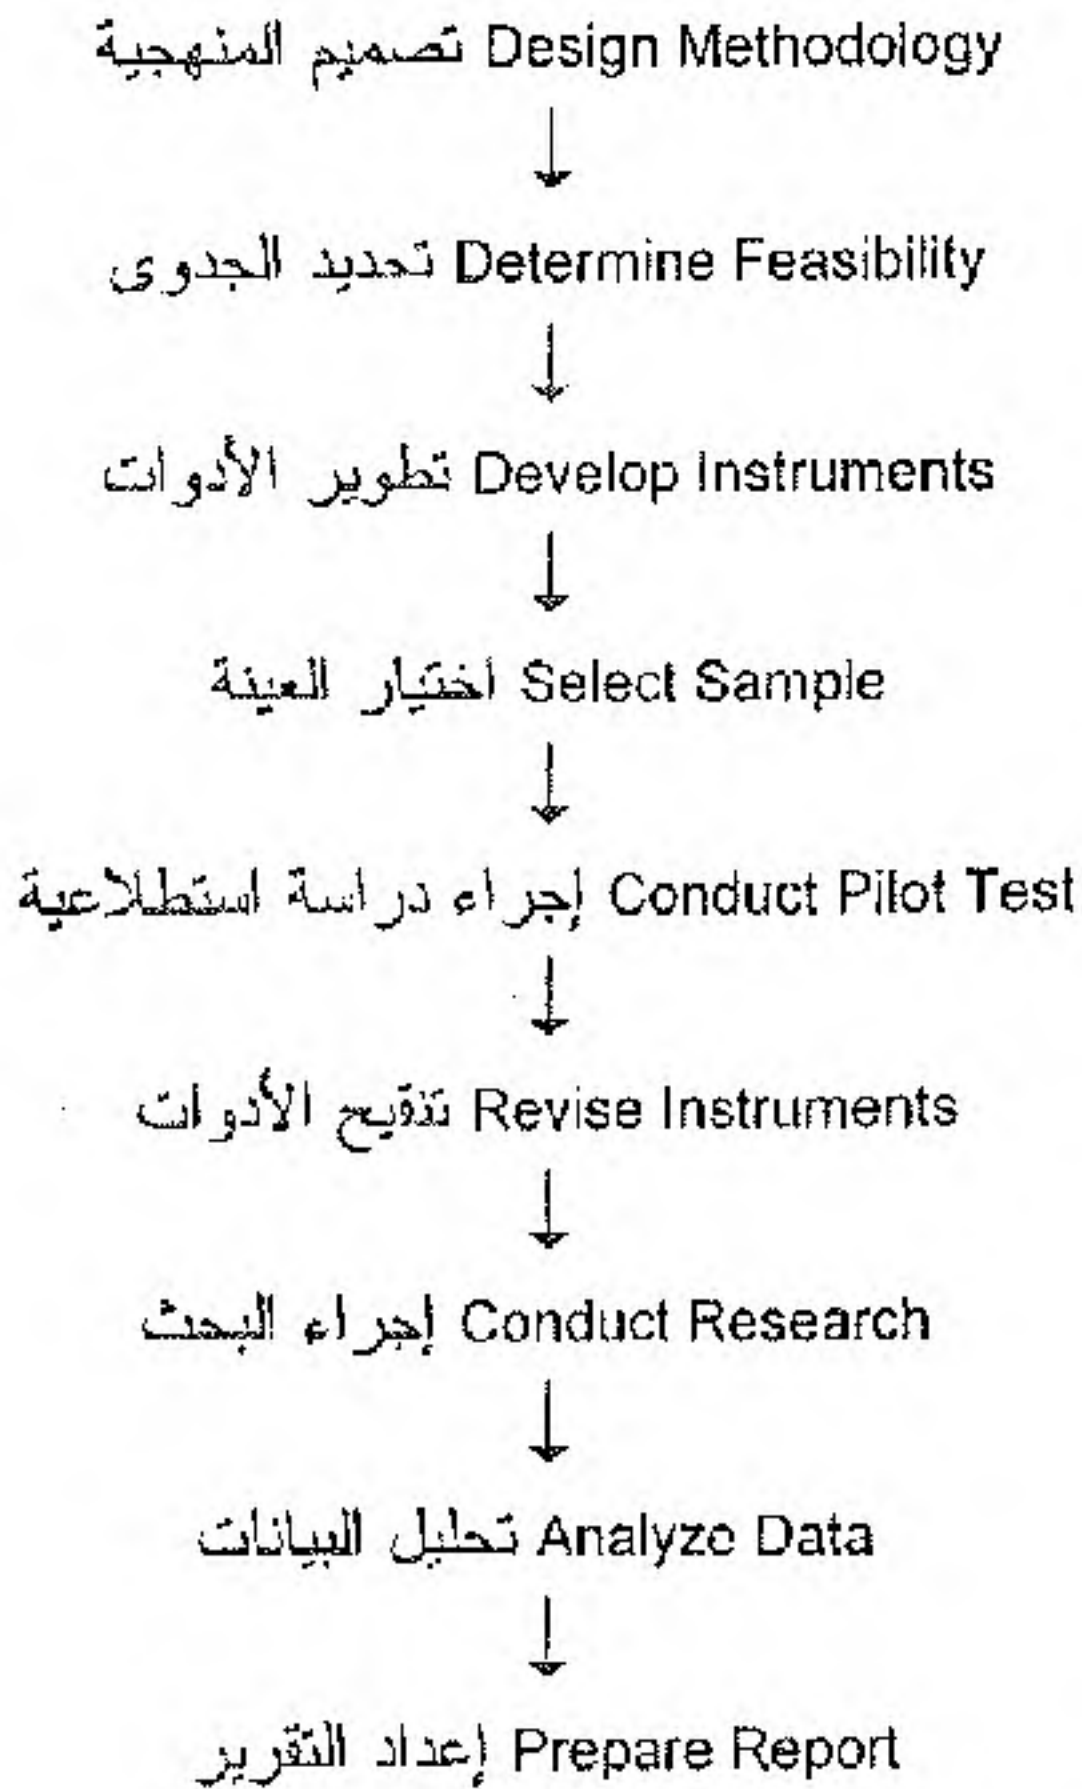 تصميم المنهجية Design Methodology
تحديد الجدوى Determine Feasibility
تطوير الأدوات Develop Instruments
اختيار العينة Select Sample
إجراء دراسة استطلاعية Conduct Pilot Test
تنقيح الأدوات Revise Instruments
إجراء البحث Conduct Research
تحليل البيانات Analyze Data
إعداد التقرير Prepare Report